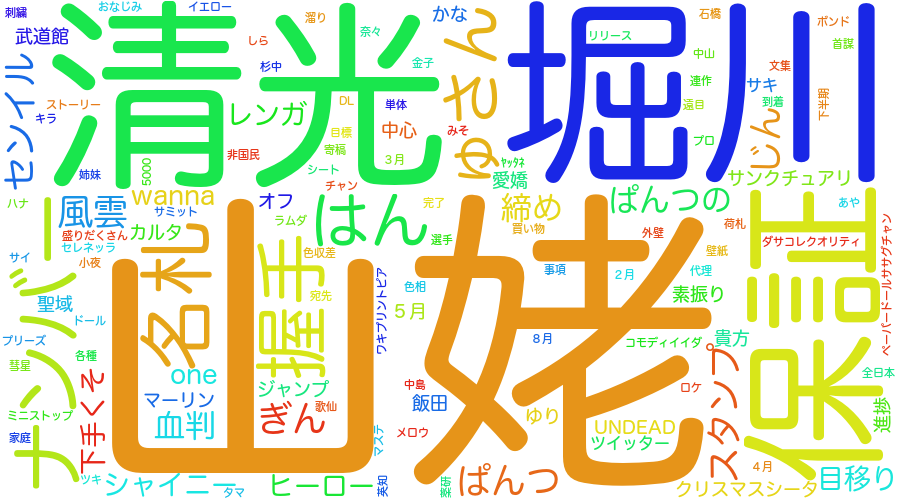 刺繍
おなじみ
イエロー
武道館
清光
溜り
奈々
かな
ゆさん
堀川
リリース
石橋
ボンド
首謀
しら
杉中
金子
中山
文集
センイル
ストーリー
キラ
レンガ
DL
単体
連作
サキ
到着
下半期
遠目
目標
中心
みそ
プロ
じん
非国民
寄稿
3月
ヤッタネ
姉妹
5000
シート
愛嬌
サンクチュアリ
ハナ
風雲
wanna
チャン
オフ
はん
完了
締め
ぱんつの
あや
サミット
盛りだくさん
カルタ
ラムダ
選手
買い物
外壁
荷札
保証
セレネッラ
ナンバー
サイ
小夜
名札
握手
色収差
姥
山
壁紙
ダサコレクオリティ
ペーパードールササグチャン
聖域
宛先
ワキプリントピア
色相
事項
2月
代理
素振り
ドール
5月
プリーズ
8月
貴方
彗星
各種
コモディイイダ
全日本
one
ジャンプ
中島
ロケ
スタンプ
下手くそ
マーリン
飯田
ゆり
進捗
ミニストップ
血判
ぎん
歌仙
UNDEAD
家庭
メロウ
ツイッター
マステ
4月
ツキ
シャイニー
タマ
ヒーロー
英知
ぱんつ
クリスマスシータ
目移り